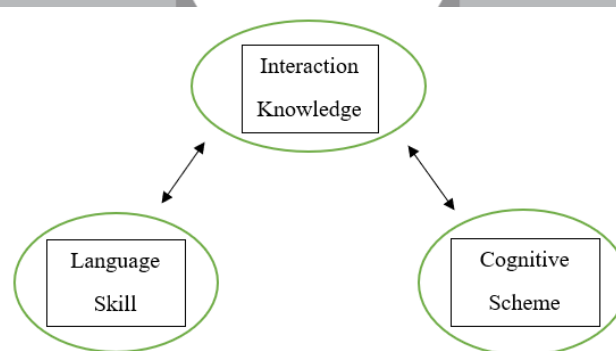 Interaction
Knowledge
Language
Skill
Cognitive
Scheme